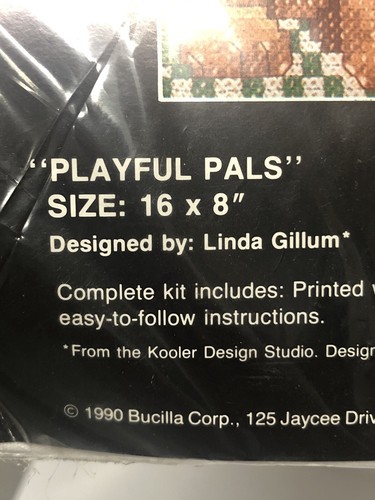 “PLAYFUL PALS”
SIZE: 16 x 8”
Designed by: Linda Gillum*
Complete kit includes: Printed
easy-to-follow instructions.
*From the Kooler Design Studio. Design
© 1990 Bucilla Corp., 125 Jaycee Driv